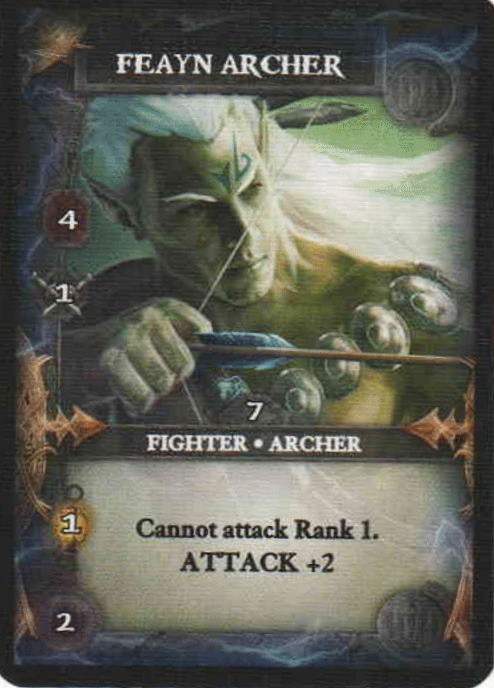 FEAYN ARCHER
4
1
7
FIGHTER • ARCHER
1
Cannot attack Rank 1.
ATTACK +2
2